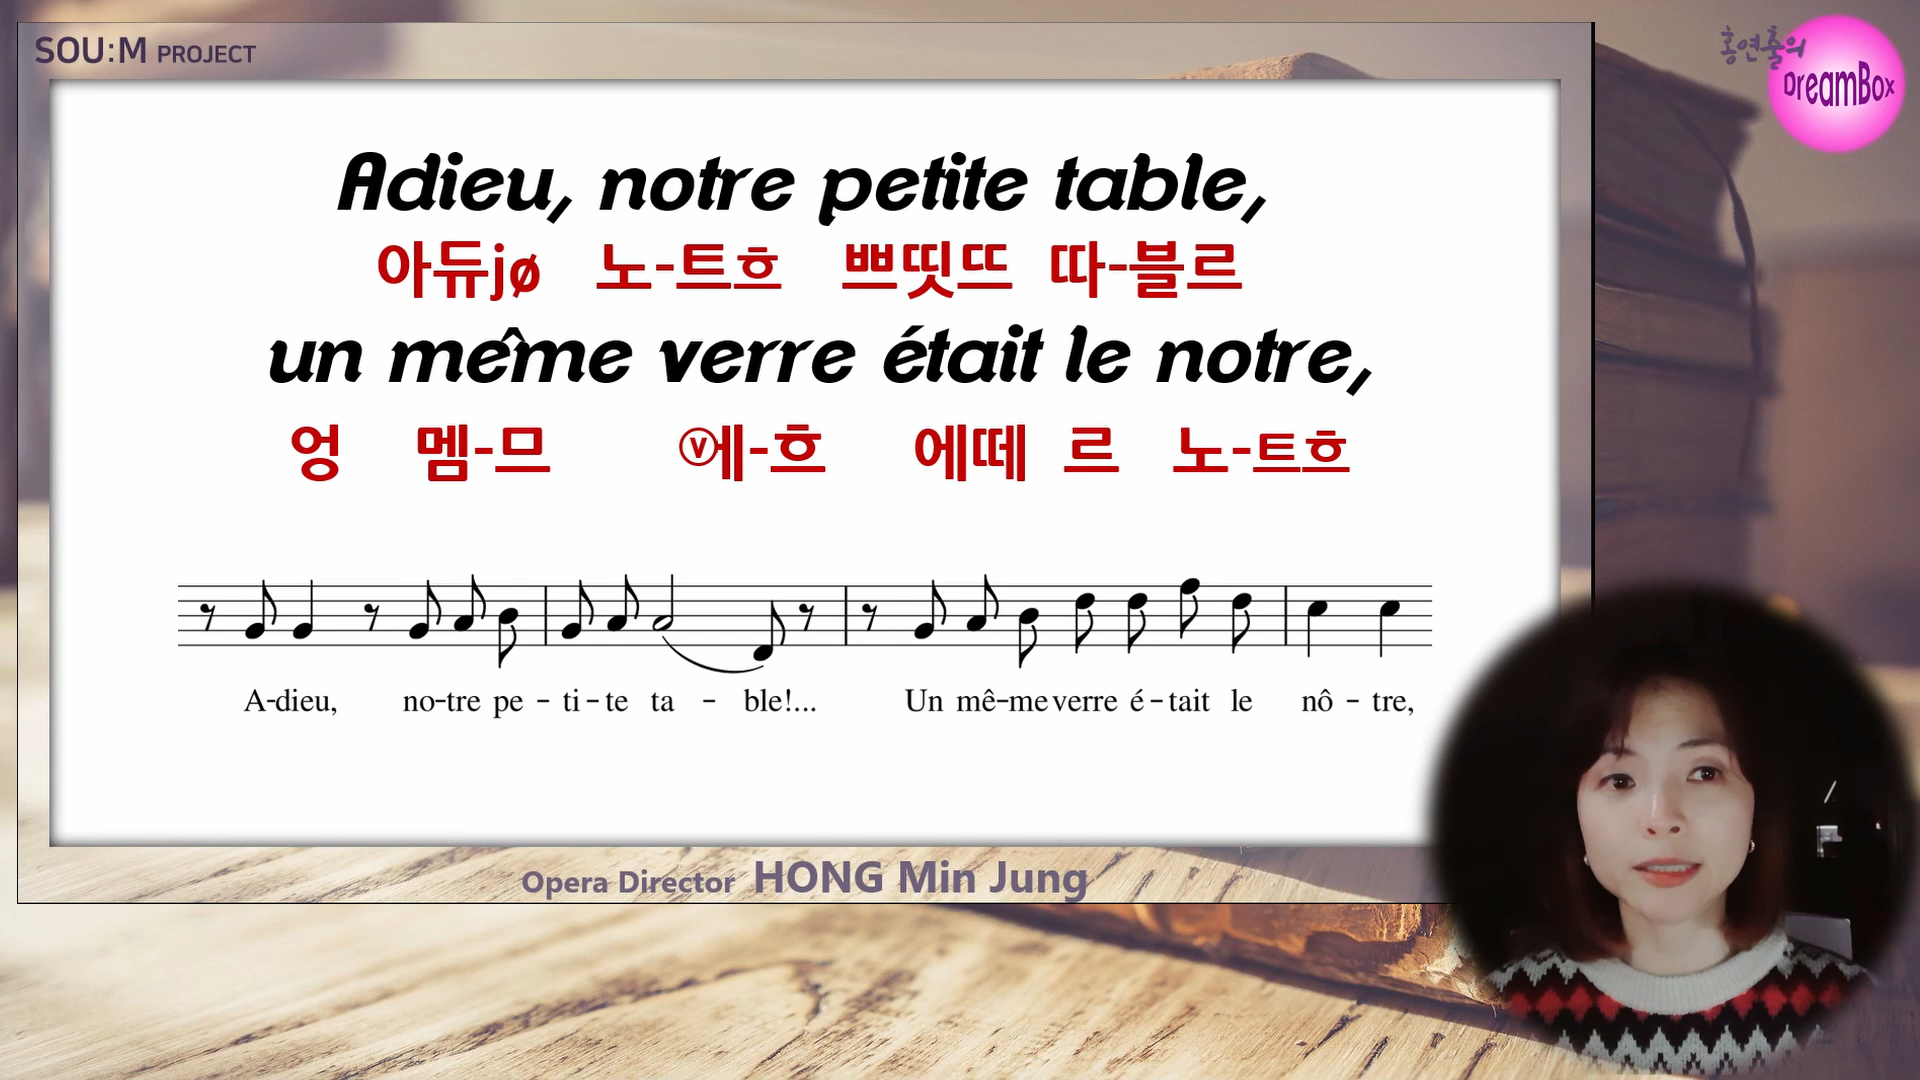 SOU:M PROJECT
홍연출의
DreamBox
Adieu, notre petite table,
아듀jø 노-트흐 쁘띳뜨 따-블르
un même verre était le notre,
엉 멤-므 ⓥ에-흐 에떼 르 노-트흐
A-dieu, no-tre pe - ti-te ta - ble!... Un mê-me verre é-tait le nô - tre,
Opera Director HONG Min Jung